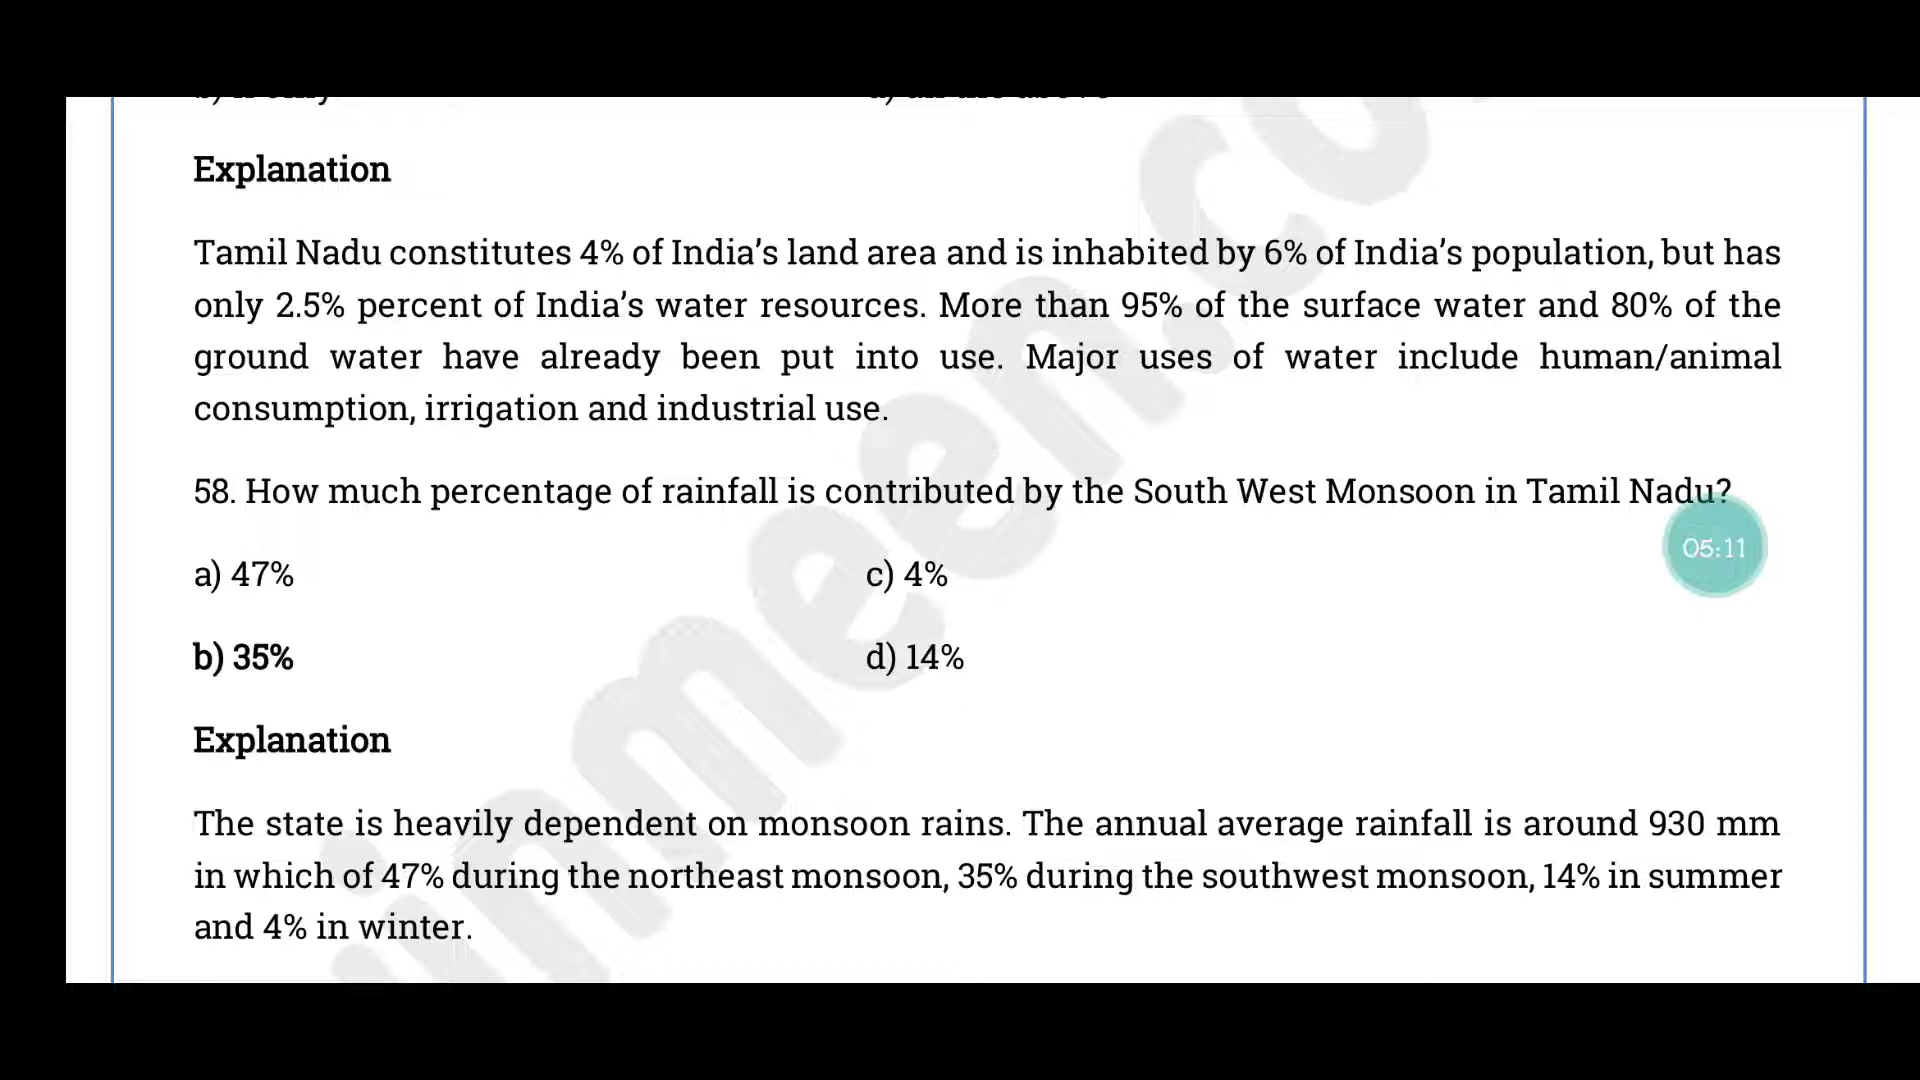 Explanation
Tamil Nadu constitutes 4% of India’s land area and is inhabited by 6% of India’s population, but has
only 2.5% percent of India’s water resources. More than 95% of the surface water and 80% of the
ground water have already been put into use. Major uses of water include human/animal
consumption, irrigation and industrial use.
58. How much percentage of rainfall is contributed by the South West Monsoon in Tamil Nadu?
05:11
a) 47%
c) 4%
b) 35%
d) 14%
Explanation
The state is heavily dependent on monsoon rains. The annual average rainfall is around 930 mm
in which of 47% during the northeast monsoon, 35% during the southwest monsoon, 14% in summer
and 4% in winter.